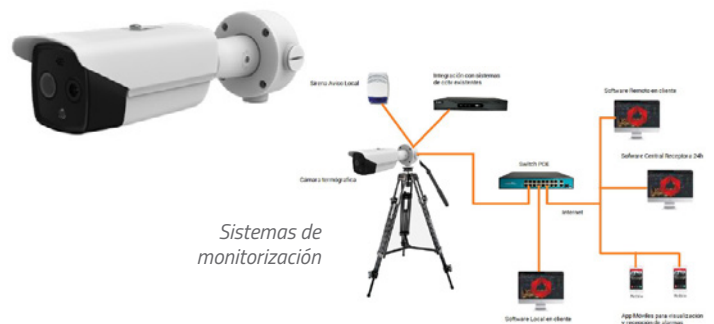 Sirena Aviso Local
Integración con sistemas
de cctv existentes
Software Remoto en cliente
Cámara termográfica
Switch POE
Software Central Receptora 24h
Internet
Sistemas de
monitorización
Software Local en cliente
App Móviles para visualización
y recepción de alarmas